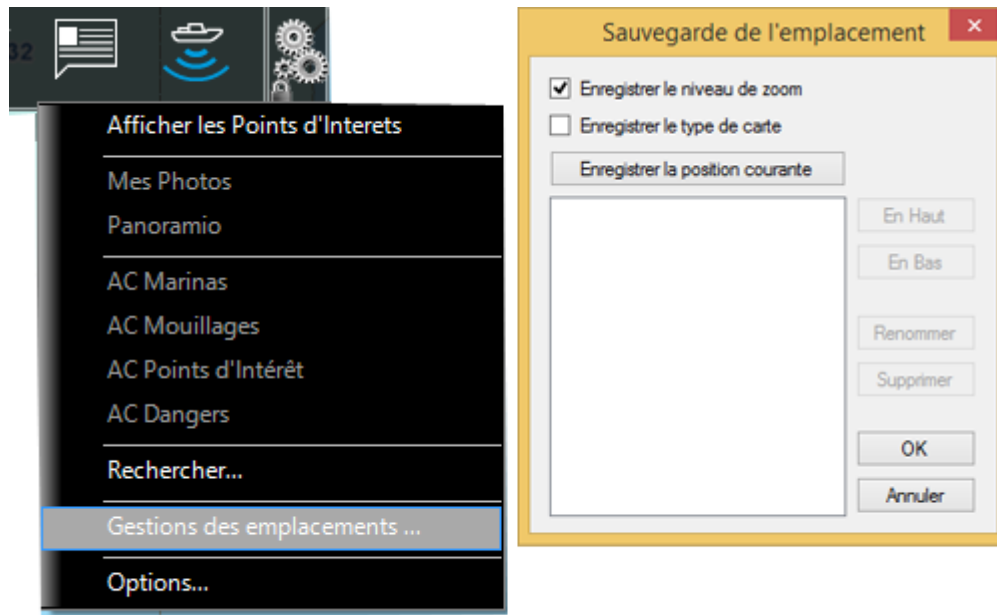 32
Afficher les Points d'Interets
Mes Photos
Panoramio
AC Marinas
AC Mouillages
AC Points d'Intérêt
AC Dangers
Rechercher...
Gestions des emplacements ...
Options...
Sauvegarde de l'emplacement
Enregistrer le niveau de zoom
Enregistrer le type de carte
Enregistrer la position courante
En Haut
En Bas
Renommer
Supprimer
OK
Annuler